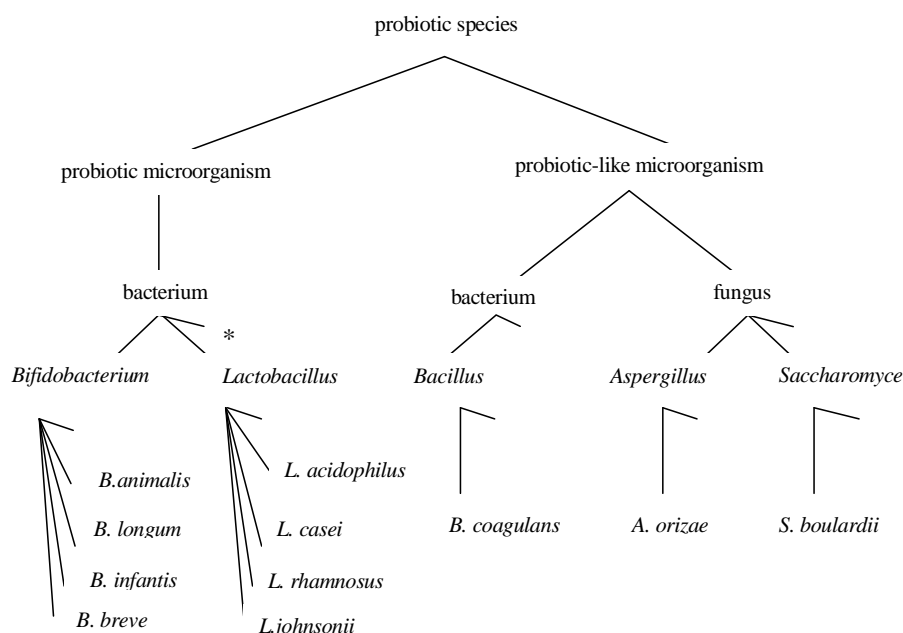 probiotic species
probiotic microorganism
probiotic-like microorganism
bacterium
bacterium
fungus
*
Bifidobacterium
Lactobacillus
Bacillus
Aspergillus
Saccharomyce
B.animalis
B. longum
B. infantis
B. breve
L. acidophilus
L. casei
L. rhamnosus
L.johnsonii
B. coagulans
A. orizae
S. boulardii